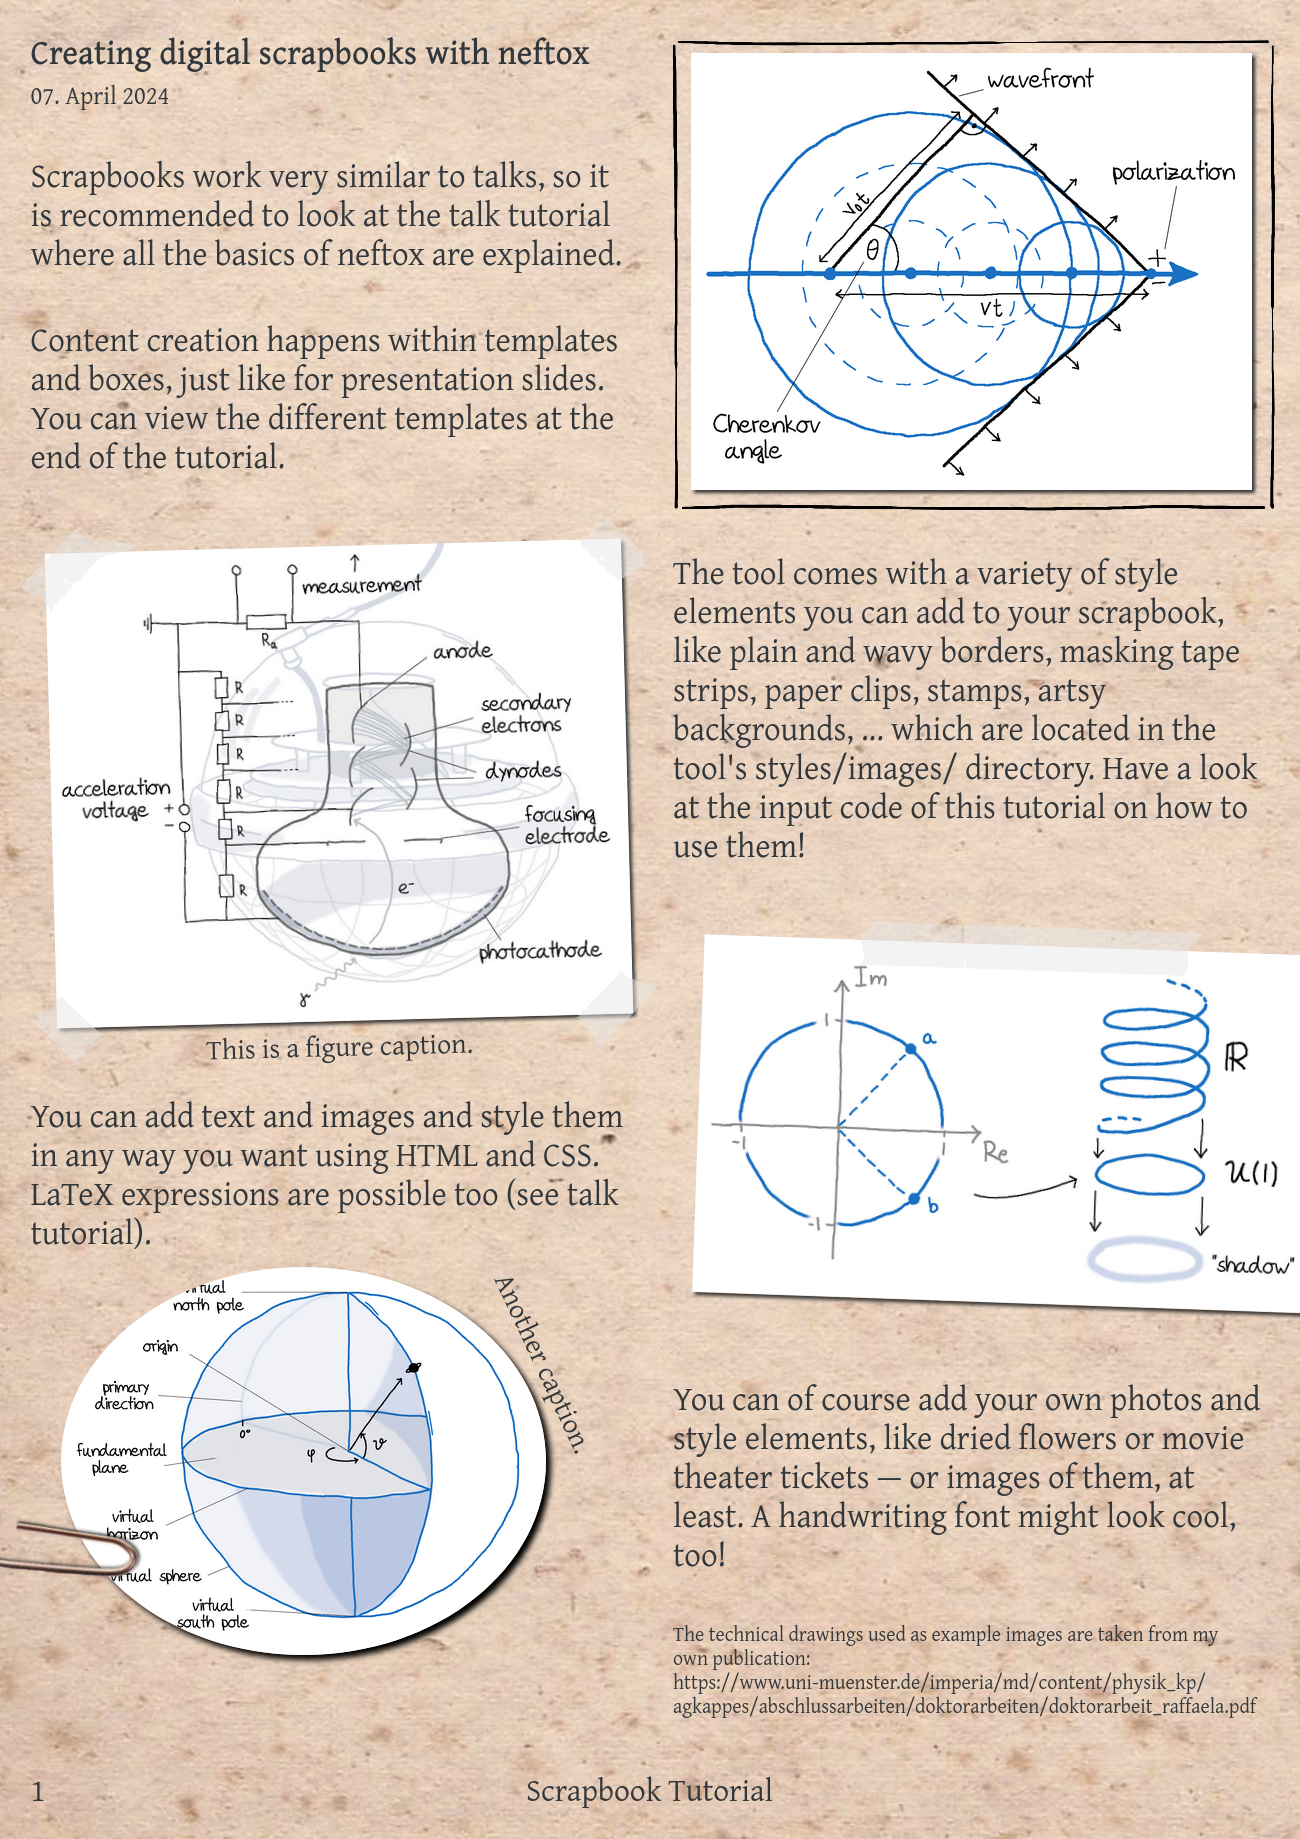 Creating digital scrapbooks with neftox
07. April 2024
Scrapbooks work very similar to talks, so it
is recommended to look at the talk tutorial
where all the basics of neftox are explained.
Content creation happens within templates
and boxes, just like for presentation slides.
You can view the different templates at the
end of the tutorial.
measurement
Ra
anode
R
secondary
electrons
R
R
dynodes
acceleration
voltage
+
−
R
focusing
electrode
R
R
e-
photocathode
γ
This is a figure caption.
You can add text and images and style them
in any way you want using HTML and CSS.
LaTeX expressions are possible too (see talk
tutorial).
virtual
north pole
origin
primary
direction
0°
fundamental
plane
φ
ϑ
virtual
horizon
virtual sphere
virtual
south pole
Another caption.
wavefront
polarization
v₀t
θ
+
−
vt
Cherenkov
angle
The tool comes with a variety of style
elements you can add to your scrapbook,
like plain and wavy borders, masking tape
strips, paper clips, stamps, artsy
backgrounds, ... which are located in the
tool's styles/images/ directory. Have a look
at the input code of this tutorial on how to
use them!
Im
1
a
-1
1
Re
b
-1
ℝ
U(1)
"shadow"
You can of course add your own photos and
style elements, like dried flowers or movie
theater tickets — or images of them, at
least. A handwriting font might look cool,
too!
The technical drawings used as example images are taken from my
own publication:
https://www.uni-muenster.de/imperia/md/content/physik_kp/
agkappes/abschlussarbeiten/doktorarbeiten/doktorarbeit_raffaela.pdf
1
Scrapbook Tutorial